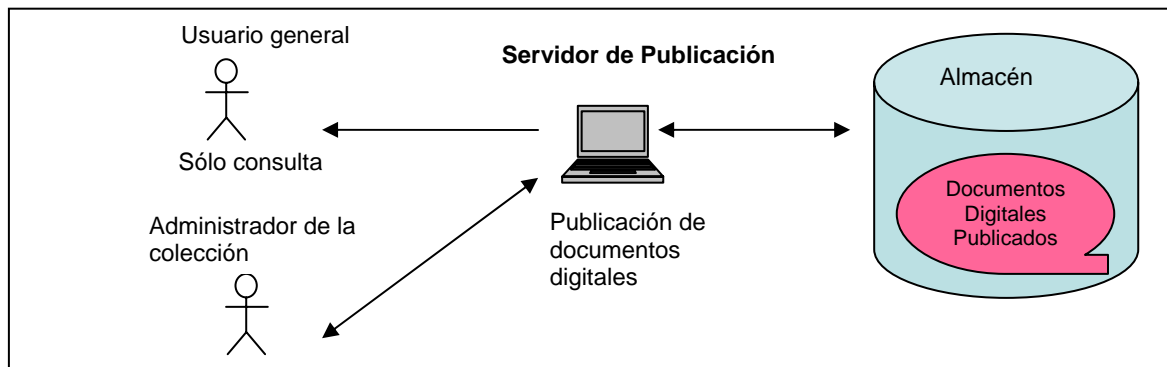 Usuario general
Servidor de Publicación
Almacén
Sólo consulta
Administrador de la
colección
Publicación de
documentos
digitales
Documentos
Digitales
Publicados